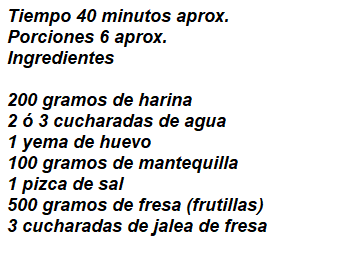 Tiempo 40 minutos aprox.
Porciones 6 aprox.
Ingredientes
200 gramos de harina
2 ó 3 cucharadas de agua
1 yema de huevo
100 gramos de mantequilla
1 pizca de sal
500 gramos de fresa (frutillas)
3 cucharadas de jalea de fresa